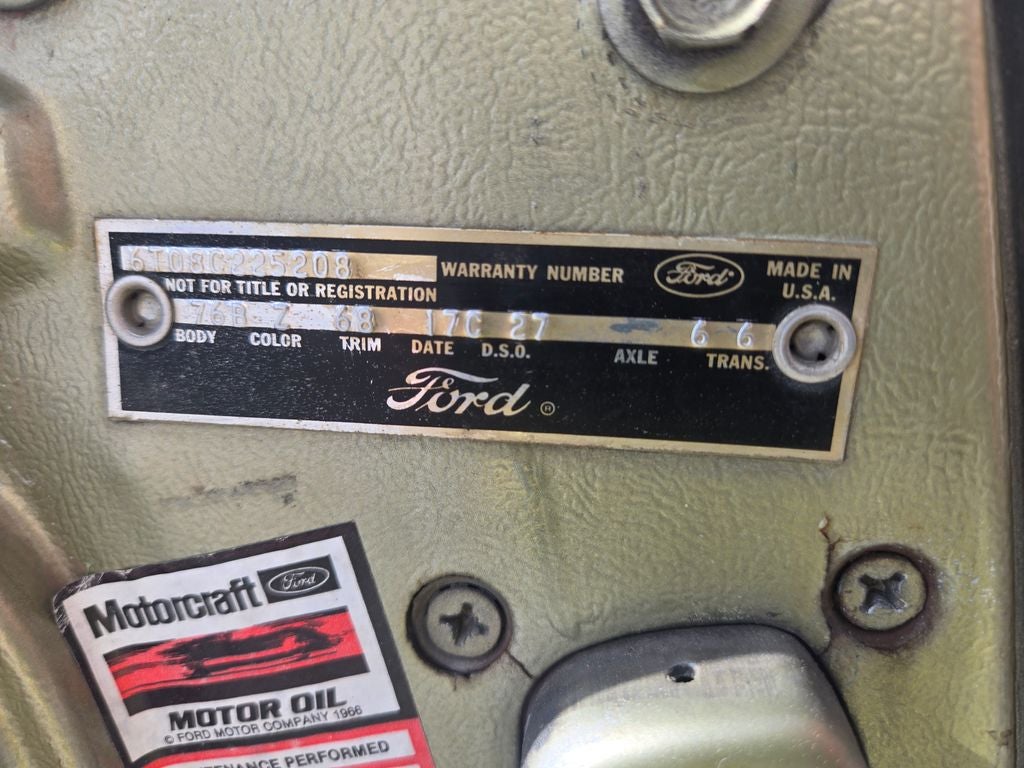 6T08C225208 WARRANTY NUMBER Ford MADE IN
NOT FOR TITLE OR REGISTRATION U.S.A.
76B Z 68 17C 27 6 6
BODY COLOR TRIM DATE D.S.O. AXLE TRANS.
Ford ®
Motorcraft Ford
MOTOR OIL
© FORD MOTOR COMPANY 1966
PERFORMED